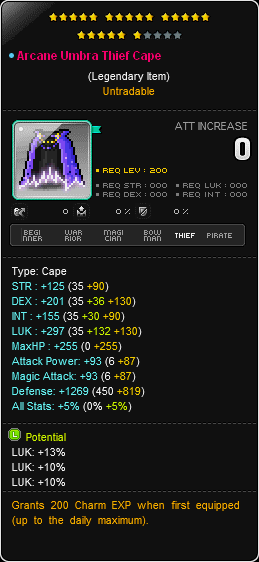 Arcane Umbra Thief Cape
(Legendary Item)
Untradable
ATT INCREASE
0
REQ LEV : 200
REQ STR : 000 REQ LUK : 000
REQ DEX : 000 REQ INT : 000
0 0 % 0 %
BEGINNER WARRIOR MAGICIAN BOWMAN THIEF PIRATE
Type: Cape
STR : +125 (35 +90)
DEX : +201 (35 +36 +130)
INT : +155 (35 +30 +90)
LUK : +297 (35 +132 +130)
MaxHP : +255 (0 +255)
Attack Power: +93 (6 +87)
Magic Attack: +93 (6 +87)
Defense: +1269 (450 +819)
All Stats: +5% (0% +5%)
L Potential
LUK: +13%
LUK: +10%
LUK: +10%
Grants 200 Charm EXP when first equipped
(up to the daily maximum).